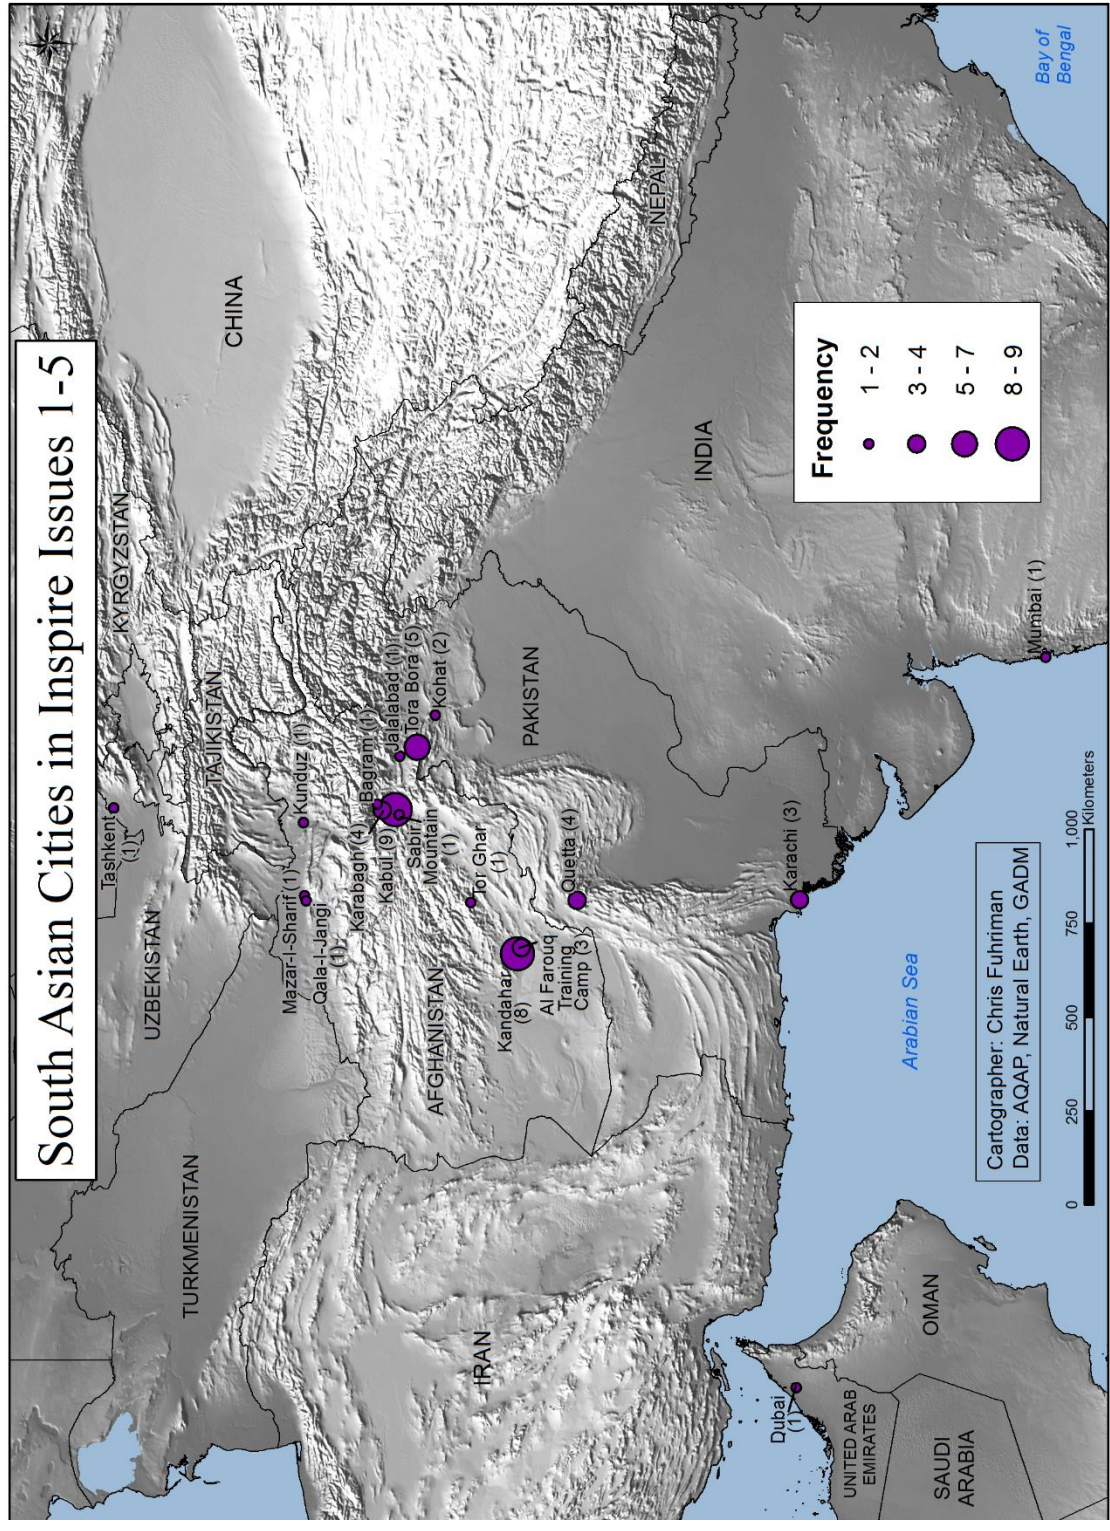 South Asian Cities in Inspire Issues 1-5
KYRGYZSTAN
CHINA
Tashkent
(1)
UZBEKISTAN
TAJIKISTAN
TURKMENISTAN
Kunduz (1)
Mazar-I-Sharif (1)
Qala-I-Jangi
(1)
Bagram (1)
Karabagh (4)
Kabul (9)
Sabir
Mountain
(1)
Jalalabad
Tora Bora (5)
Kohat (2)
AFGHANISTAN
Tor Ghar
(1)
Kandahar
(8)
Al Farouq
Training
Camp (3)
Quetta (4)
PAKISTAN
IRAN
NEPAL
INDIA
Karachi (3)
Mumbai (1)
Dubai
(1)
UNITED ARAB
EMIRATES
OMAN
SAUDI
ARABIA
Arabian Sea
Bay of
Bengal
Frequency
1 - 2
3 - 4
5 - 7
8 - 9
Cartographer: Chris Fuhriman
Data: AQAP, Natural Earth, GADM
0 250 500 750 1,000
Kilometers